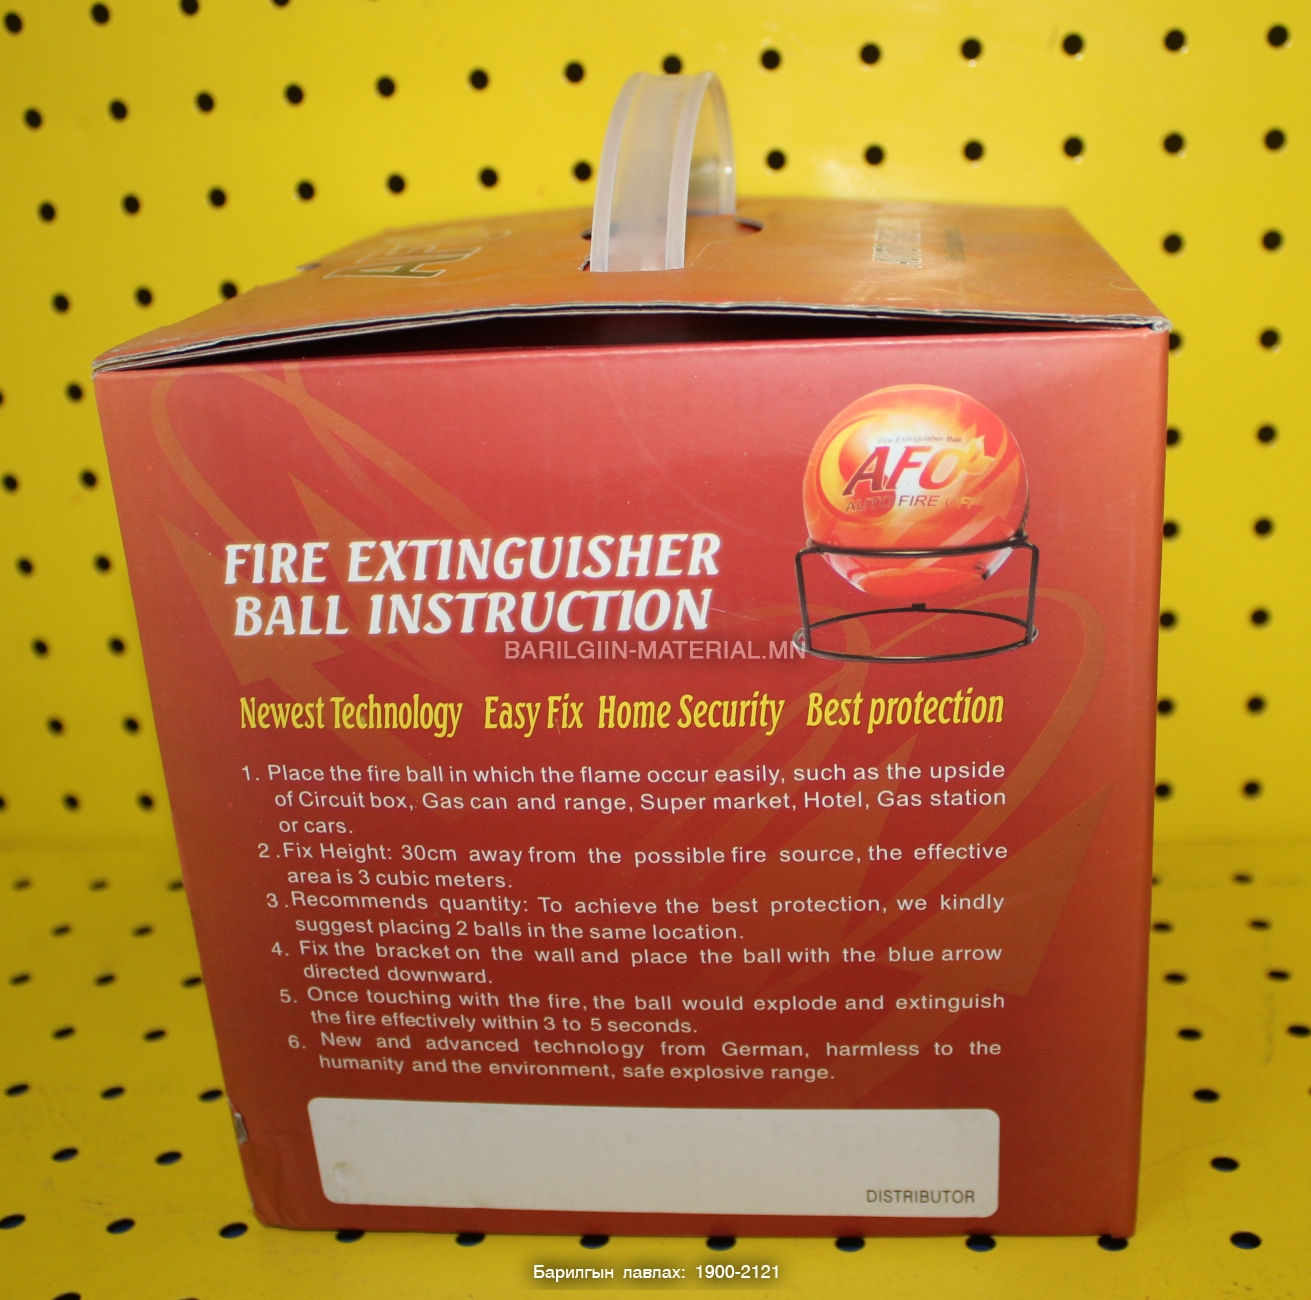 AFO
Fire Extinguisher Ball
AFO
AUTO FIRE OFF
FIRE EXTINGUISHER
BALL INSTRUCTION
BARILGIIN-MATERIAL.MN
Newest Technology Easy Fix Home Security Best protection
1. Place the fire ball in which the flame occur easily, such as the upside
of Circuit box, Gas can and range, Super market, Hotel, Gas station
or cars.
2 .Fix Height: 30cm away from the possible fire source, the effective
area is 3 cubic meters.
3 .Recommends quantity: To achieve the best protection, we kindly
suggest placing 2 balls in the same location.
4. Fix the bracket on the wall and place the ball with the blue arrow
directed downward.
5. Once touching with the fire, the ball would explode and extinguish
the fire effectively within 3 to 5 seconds.
6. New and advanced technology from German, harmless to the
humanity and the environment, safe explosive range.
DISTRIBUTOR
Барилгын лавлах: 1900-2121